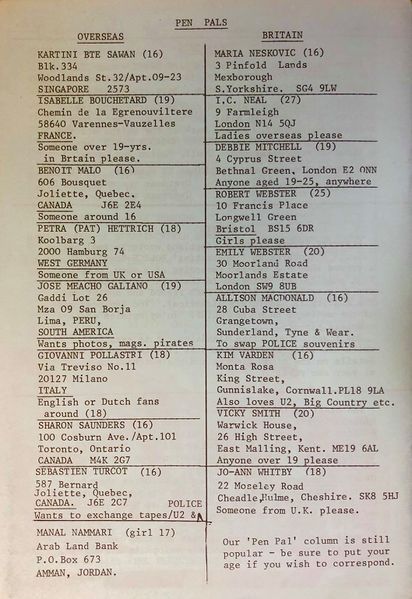 PEN PALS
OVERSEAS
KARTINI BTE SAWAN (16)
Blk.334
Woodlands St.32/Apt.09-23
SINGAPORE 2573
ISABELLE BOUCHETARD (19)
Chemin de la Egrenouviltere
58640 Varennes-Vauzelles
FRANCE.
Someone over 19-yrs.
in Brtain please.
BENOIT MALO (16)
606 Bousquet
Joliette, Quebec,
CANADA J6E 2E4
Someone around 16
PETRA (PAT) HETTRICH (18)
Koolbarg 3
2000 Hamburg 74
WEST GERMANY
Someone from UK or USA
JOSE MEACHO GALIANO (19)
Gaddi Lot 26
Mza 09 San Borja
Lima, PERU,
SOUTH AMERICA
Wants photos, mags. pirates
GIOVANNI POLLASTRI (18)
Via Treviso No.11
20127 Milano
ITALY
English or Dutch fans
around (18)
SHARON SAUNDERS (16)
100 Cosburn Ave./Apt.101
Toronto, Ontario
CANADA M4K 2G7
SEBASTIEN TURCOT (16)
587 Bernard
Joliette, Quebec,
CANADA. J6E 2G7 POLICE
Wants to exchange tapes/U2 &
MANAL NAMMARI (girl 17)
Arab Land Bank
P.O.Box 673
AMMAN, JORDAN.
BRITAIN
MARIA NESKOVIC (16)
3 Pinfold Lands
Mexborough
S.Yorkshire. SG4 9LW
I.C. NEAL (27)
9 Farmleigh
London N14 5QJ
Ladies overseas please
DEBBIE MITCHELL (19)
4 Cyprus Street
Bethnal Green, London E2 ONN
Anyone aged 19-25, anywhere
ROBERT WEBSTER (25)
10 Francis Place
Longwell Green
Bristol BS15 6DR
Girls please
EMILY WEBSTER (20)
30 Moorland Road
Moorlands Estate
London SW9 8UB
ALLISON MACDONALD (16)
28 Cuba Street
Grangetown,
Sunderland, Tyne & Wear.
To swap POLICE souvenirs
KIM VARDEN (16)
Monta Rosa
King Street,
Gunnislake, Cornwall.PL18 9LA
Also loves U2, Big Country etc.
VICKY SMITH (20)
Warwick House,
26 High Street,
East Malling, Kent. ME19 6AL
Anyone over 19 please
JO-ANN WHITBY (18)
22 Moseley Road
Cheadle,Hulme, Cheshire. SK8 5HJ
Someone from U.K. please.
Our 'Pen Pal' column is still
popular - be sure to put your
age if you wish to correspond.